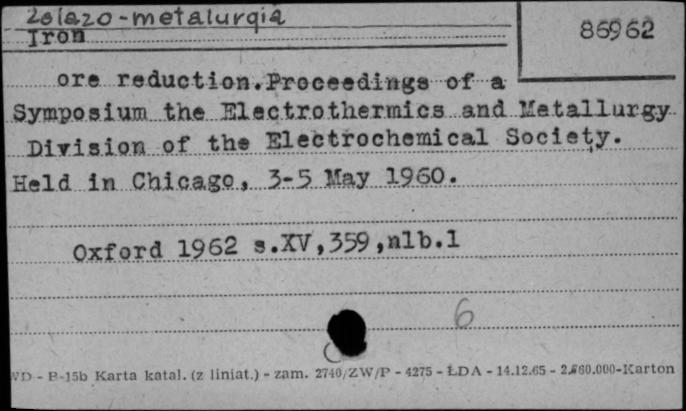 Żelazo-metalurgia
86962
Iron
ore reduction.Proceedings of a
Symposium the Electrothermics and Metallurgy
Division of the Electrochemical Society.
Held in Chicago, 3-5 May 1960.
Oxford 1962 s.XV,359,nlb.1
6
WD - B-15b Karta katal. (z liniat.) - zam. 2740/ZW/P - 4275 - ŁDA - 14.12.65 - 2.860.000-Karton